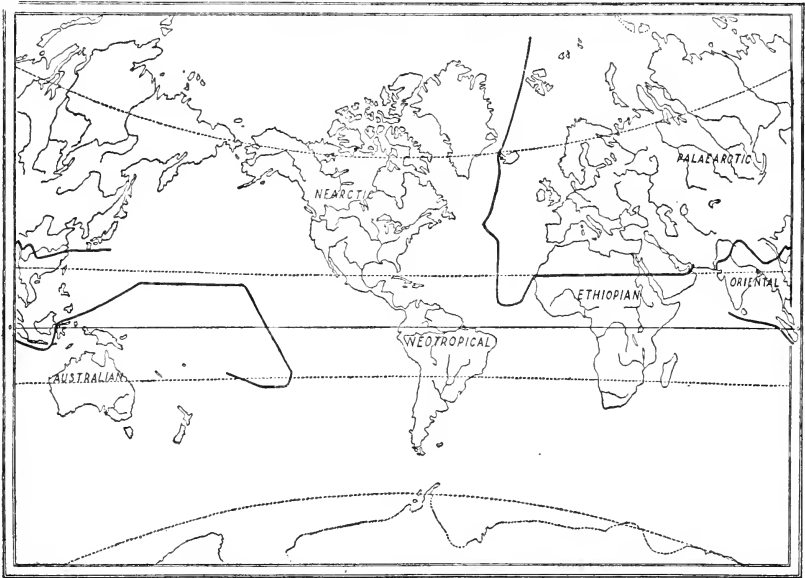 PALAEARCTIC
NEARCTIC
ORIENTAL
ETHIOPIAN
NEOTROPICAL
AUSTRALIAN